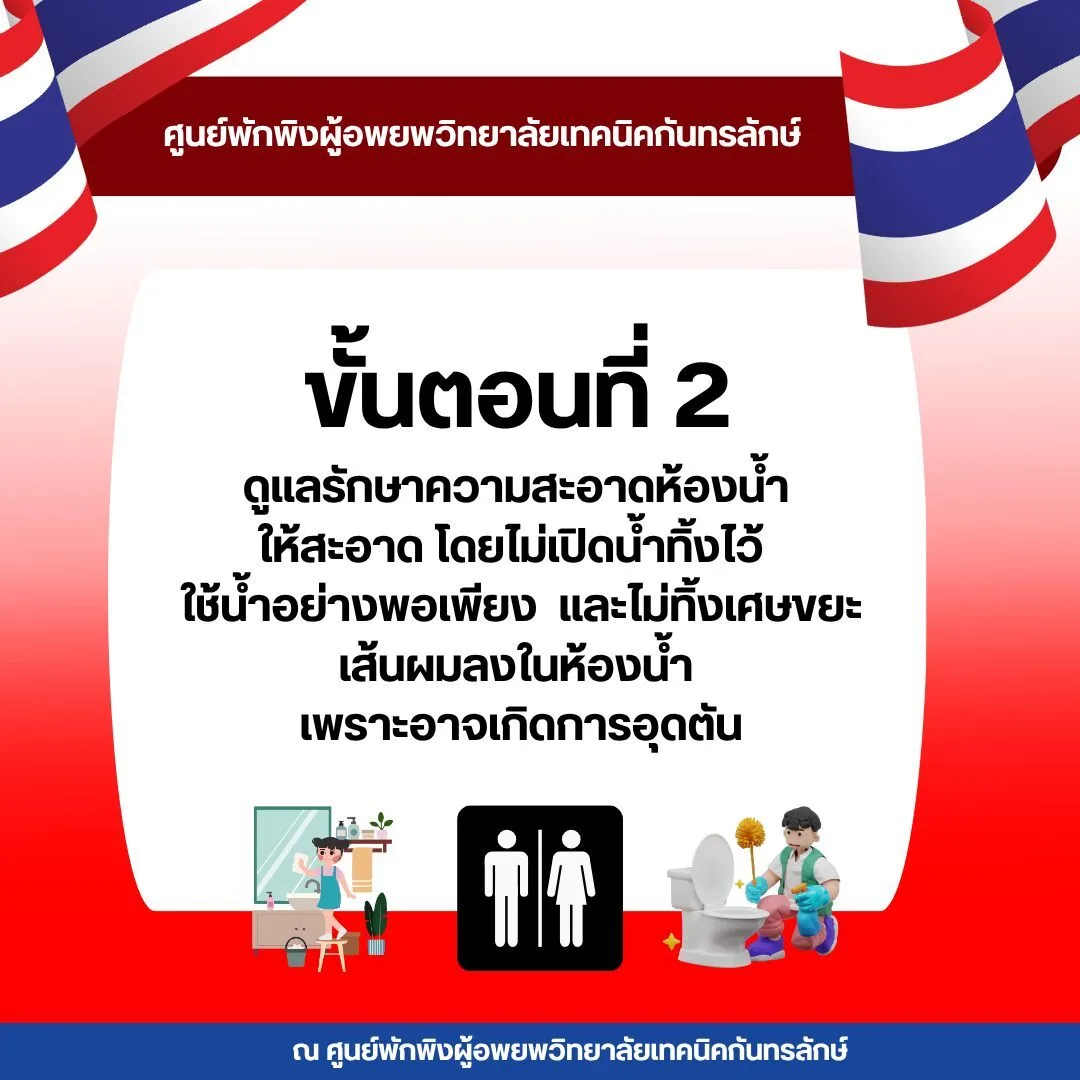 ศูนย์พักพิงผู้อพยพวิทยาลัยเทคนิคกันทรลักษ์
ขั้นตอนที่ 2
ดูแลรักษาความสะอาดห้องน้ำ
ให้สะอาด โดยไม่เปิดน้ำทิ้งไว้
ใช้น้ำอย่างพอเพียง และไม่ทิ้งเศษขยะ
เส้นผมลงในห้องน้ำ
เพราะอาจเกิดการอุดตัน
ณ ศูนย์พักพิงผู้อพยพวิทยาลัยเทคนิคกันทรลักษ์